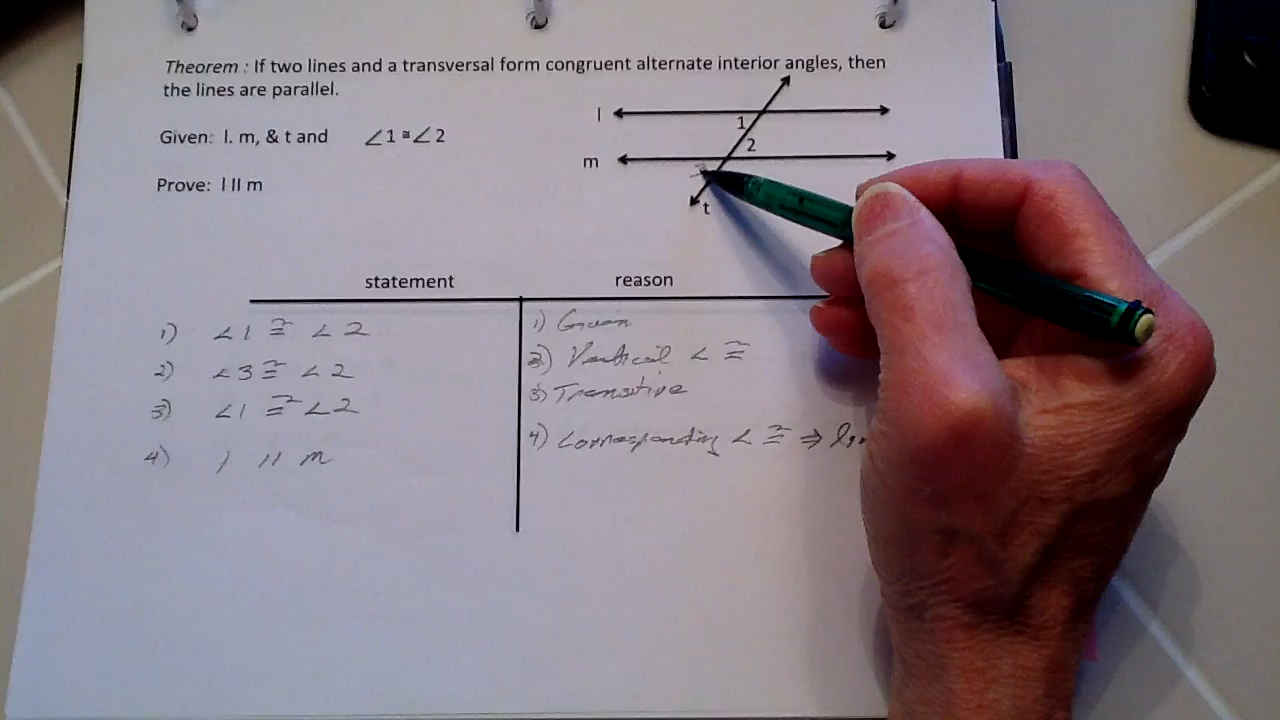 Theorem : If two lines and a transversal form congruent alternate interior angles, then
the lines are parallel.
Given: l. m, & t and ∠1 ≅ ∠2
Prove: l ll m
l
1
2
m
3
t
statement reason
1) ∠1 ≅ ∠2
1) Given
2) ∠3 ≅ ∠2
2) Vertical ∠ ≅
3) ∠1 ≅ ∠2
3) Transitive
4) l ll m
4) Corresponding ∠ ≅ ⇒